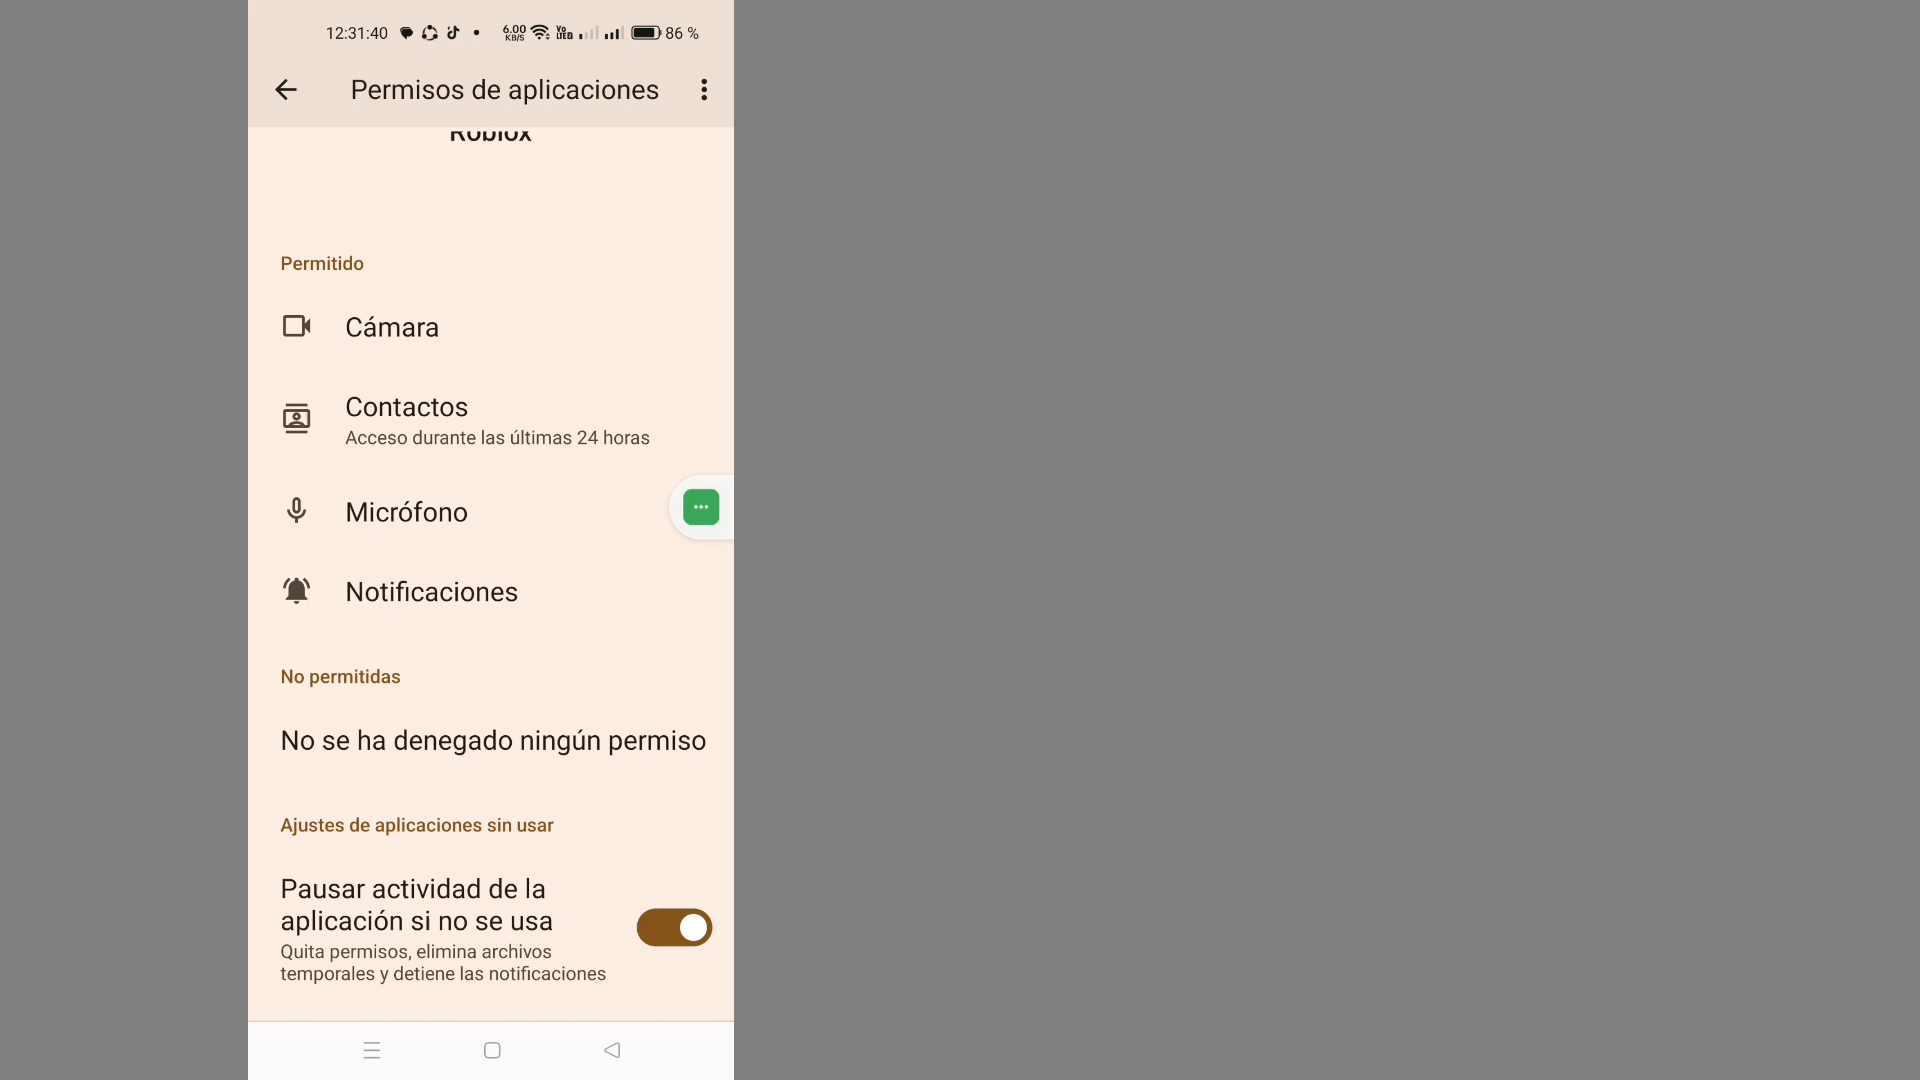 12:31:40 6.00 KB/S Vo LTE2 86 %
Permisos de aplicaciones
Roblox
Permitido
Cámara
Contactos
Acceso durante las últimas 24 horas
Micrófono
Notificaciones
No permitidas
No se ha denegado ningún permiso
Ajustes de aplicaciones sin usar
Pausar actividad de la
aplicación si no se usa
Quita permisos, elimina archivos
temporales y detiene las notificaciones